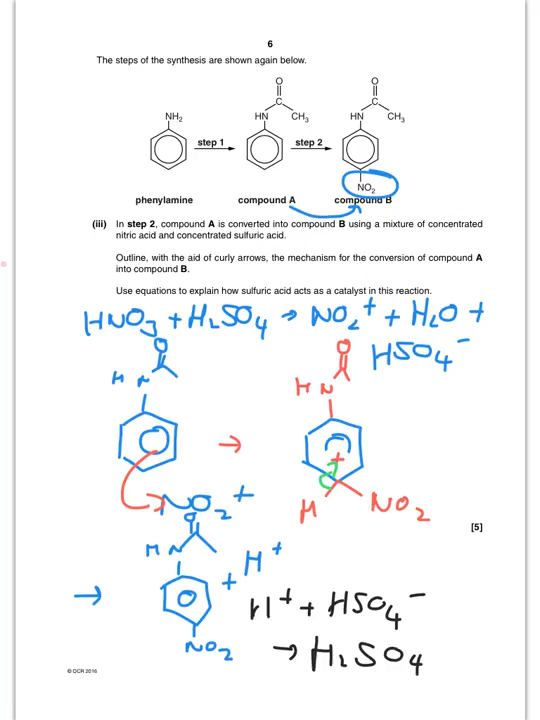 6
The steps of the synthesis are shown again below.
O
C
HN CH3
O
C
HN CH3
NH2
step 1
step 2
NO2
phenylamine compound A compound B
(iii) In step 2, compound A is converted into compound B using a mixture of concentrated
nitric acid and concentrated sulfuric acid.
Outline, with the aid of curly arrows, the mechanism for the conversion of compound A
into compound B.
Use equations to explain how sulfuric acid acts as a catalyst in this reaction.
HNO3 + H2SO4 → NO2+ + H2O +
HSO4-
O
HN
O
HN
→
+
NO2+
H NO2
[5]
O
HN
+ H+
→
NO2
H+ + HSO4-
→ H2SO4
© OCR 2016